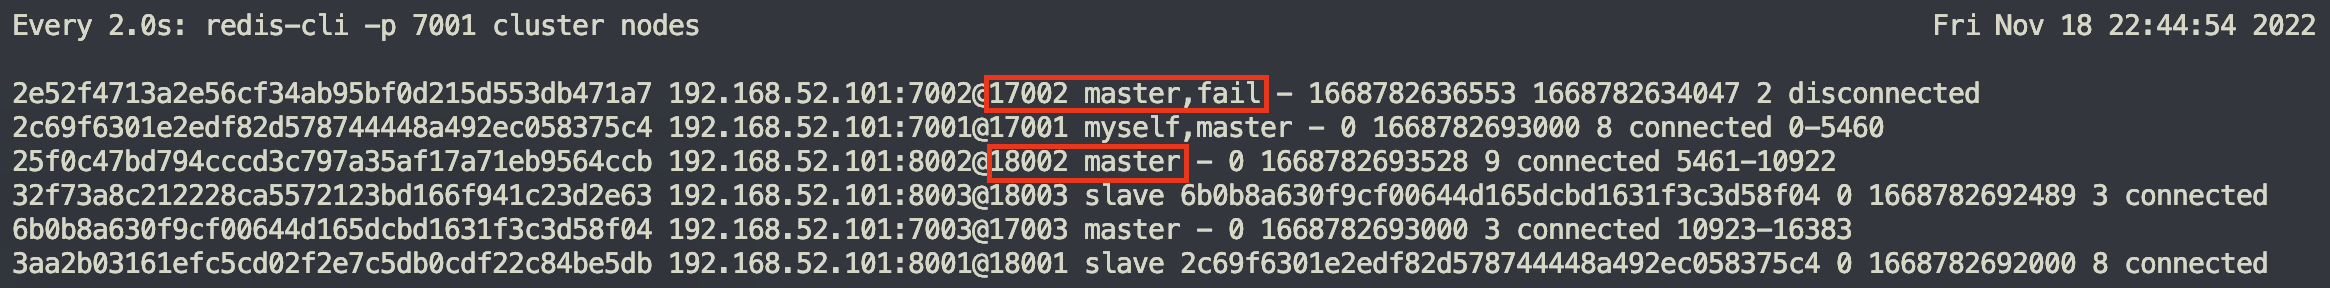 Every 2.0s: redis-cli -p 7001 cluster nodes Fri Nov 18 22:44:54 2022
2e52f4713a2e56cf34ab95bf0d215d553db471a7 192.168.52.101:7002@17002 master,fail - 1668782636553 1668782634047 2 disconnected
2c69f6301e2edf82d578744448a492ec058375c4 192.168.52.101:7001@17001 myself,master - 0 1668782693000 8 connected 0-5460
25f0c47bd794cccd3c797a35af17a71eb9564ccb 192.168.52.101:8002@18002 master - 0 1668782693528 9 connected 5461-10922
32f73a8c212228ca5572123bd166f941c23d2e63 192.168.52.101:8003@18003 slave 6b0b8a630f9cf00644d165dcbd1631f3c3d58f04 0 1668782692489 3 connected
6b0b8a630f9cf00644d165dcbd1631f3c3d58f04 192.168.52.101:7003@17003 master - 0 1668782693000 3 connected 10923-16383
3aa2b03161efc5cd02f2e7c5db0cdf22c84be5db 192.168.52.101:8001@18001 slave 2c69f6301e2edf82d578744448a492ec058375c4 0 1668782692000 8 connected